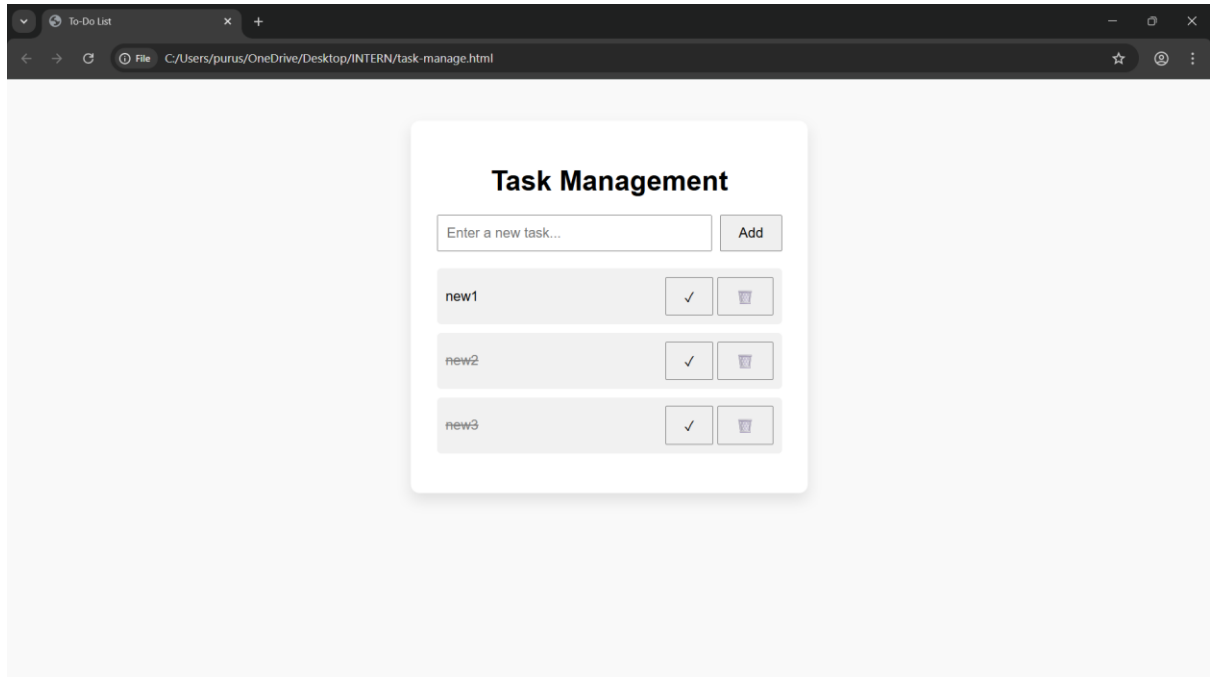 To-Do List
File C:/Users/purus/OneDrive/Desktop/INTERN/task-manage.html
Task Management
Enter a new task... Add
new1
new2
new3